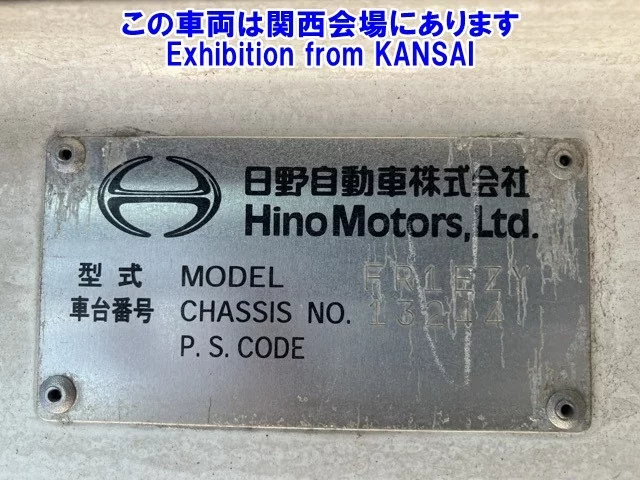 この車両は関西会場にあります
Exhibition from KANSAI
日野自動車株式会社
Hino Motors, Ltd.
型式 MODEL FR1EZY
車台番号 CHASSIS NO.
P. S. CODE